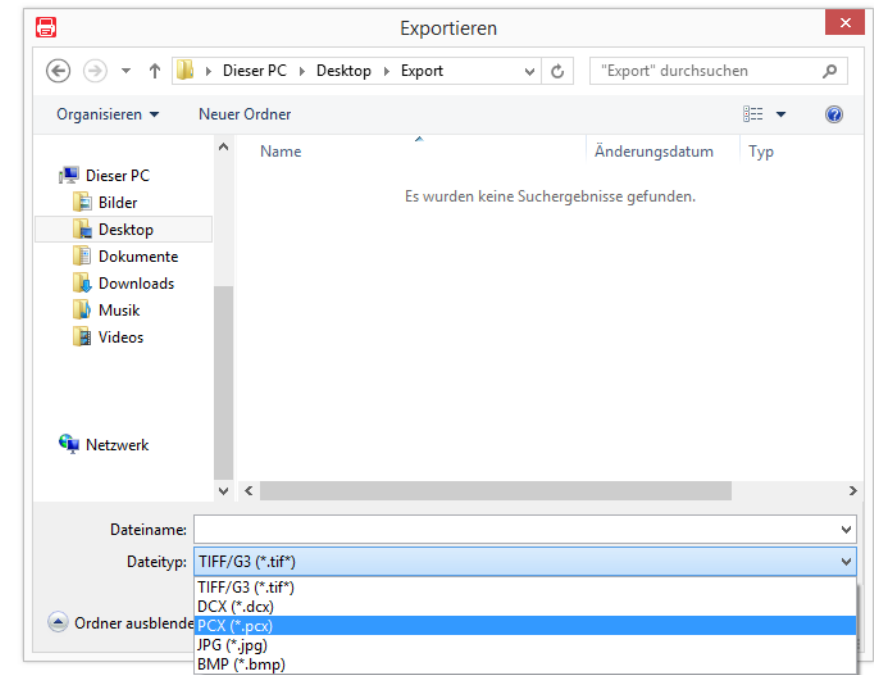 Exportieren
Dieser PC Desktop Export "Export" durchsuchen
Organisieren Neuer Ordner
Name Änderungsdatum Typ
Es wurden keine Suchergebnisse gefunden.
Dieser PC
Bilder
Desktop
Dokumente
Downloads
Musik
Videos
Netzwerk
Dateiname:
Dateityp: TIFF/G3 (*.tif*)
TIFF/G3 (*.tif*)
DCX (*.dcx)
Ordner ausblende
PCX (*.pcx)
JPG (*.jpg)
BMP (*.bmp)